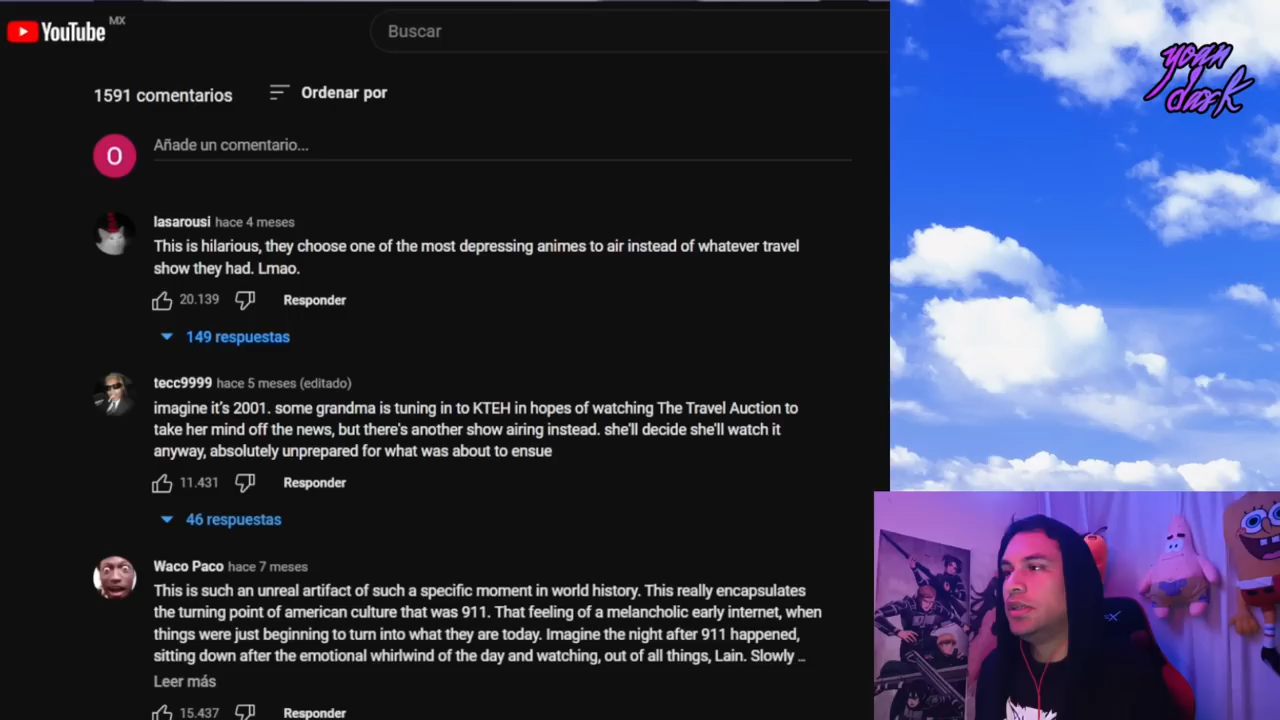 YouTube MX
Buscar
yoan
dask
1591 comentarios
Ordenar por
O
Añade un comentario...
lasarousi hace 4 meses
This is hilarious, they choose one of the most depressing animes to air instead of whatever travel
show they had. Lmao.
20.139
Responder
149 respuestas
tecc9999 hace 5 meses (editado)
imagine it's 2001. some grandma is tuning in to KTEH in hopes of watching The Travel Auction to
take her mind off the news, but there's another show airing instead. she'll decide she'll watch it
anyway, absolutely unprepared for what was about to ensue
11.431
Responder
46 respuestas
Waco Paco hace 7 meses
This is such an unreal artifact of such a specific moment in world history. This really encapsulates
the turning point of american culture that was 911. That feeling of a melancholic early internet, when
things were just beginning to turn into what they are today. Imagine the night after 911 happened,
sitting down after the emotional whirlwind of the day and watching, out of all things, Lain. Slowly ...
Leer más
15.437
Responder